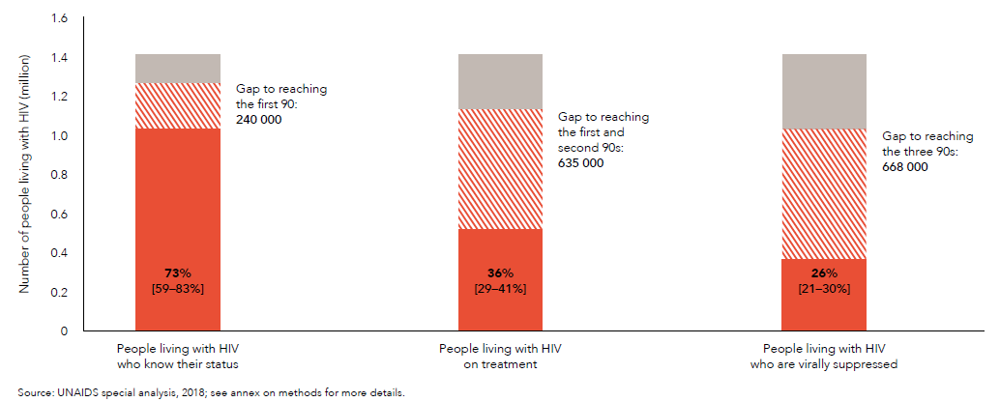 Number of people living with HIV (million)
1.6
1.4
1.2
1.0
0.8
0.6
0.4
0.2
0
Gap to reaching
the first 90:
240 000
73%
[59–83%]
Gap to reaching
the first and
second 90s:
635 000
36%
[29–41%]
Gap to reaching
the three 90s:
668 000
26%
[21–30%]
People living with HIV
who know their status
People living with HIV
on treatment
People living with HIV
who are virally suppressed
Source: UNAIDS special analysis, 2018; see annex on methods for more details.